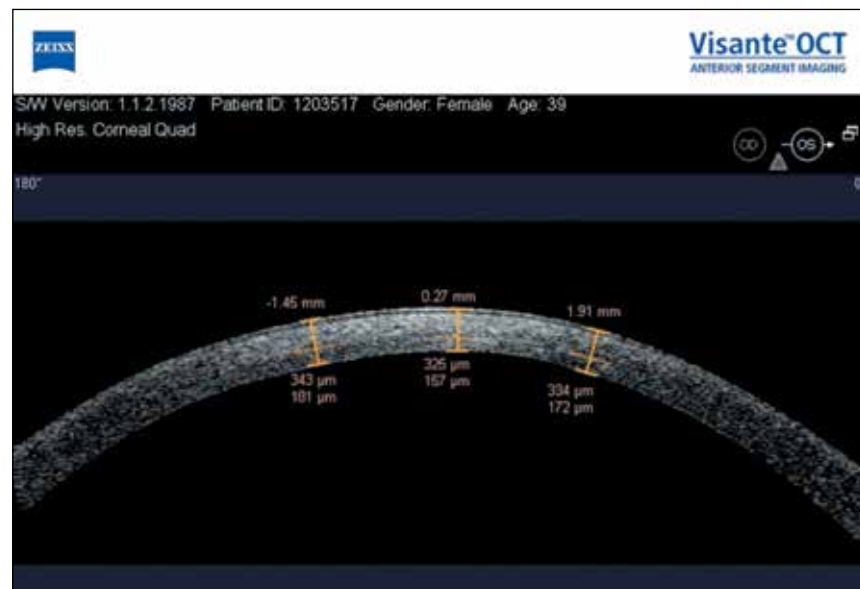 ZEISS
Visante™ OCT
ANTERIOR SEGMENT IMAGING
S/W Version: 1.1.2.1987 Patient ID: 1203517 Gender: Female Age: 39
High Res. Corneal Quad
OD OS
180° 0
-1.45 mm 0.27 mm 1.91 mm
343 µm 325 µm 334 µm
181 µm 157 µm 172 µm